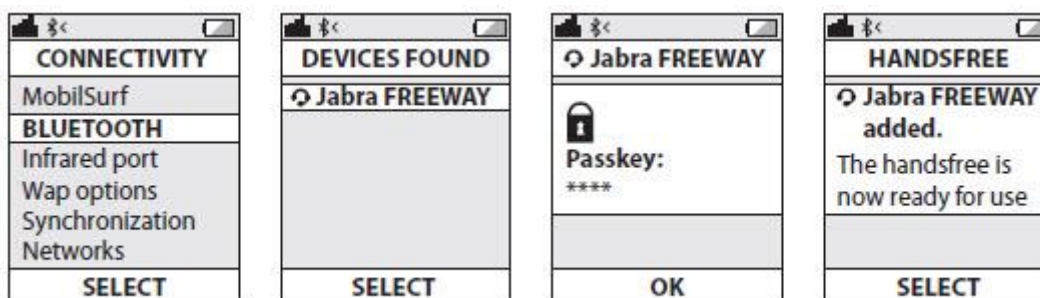 CONNECTIVITY
MobilSurf
BLUETOOTH
Infrared port
Wap options
Synchronization
Networks
SELECT
DEVICES FOUND
Jabra FREEWAY
SELECT
Jabra FREEWAY
Passkey:
****
OK
HANDSFREE
Jabra FREEWAY
added.
The handsfree is
now ready for use
SELECT